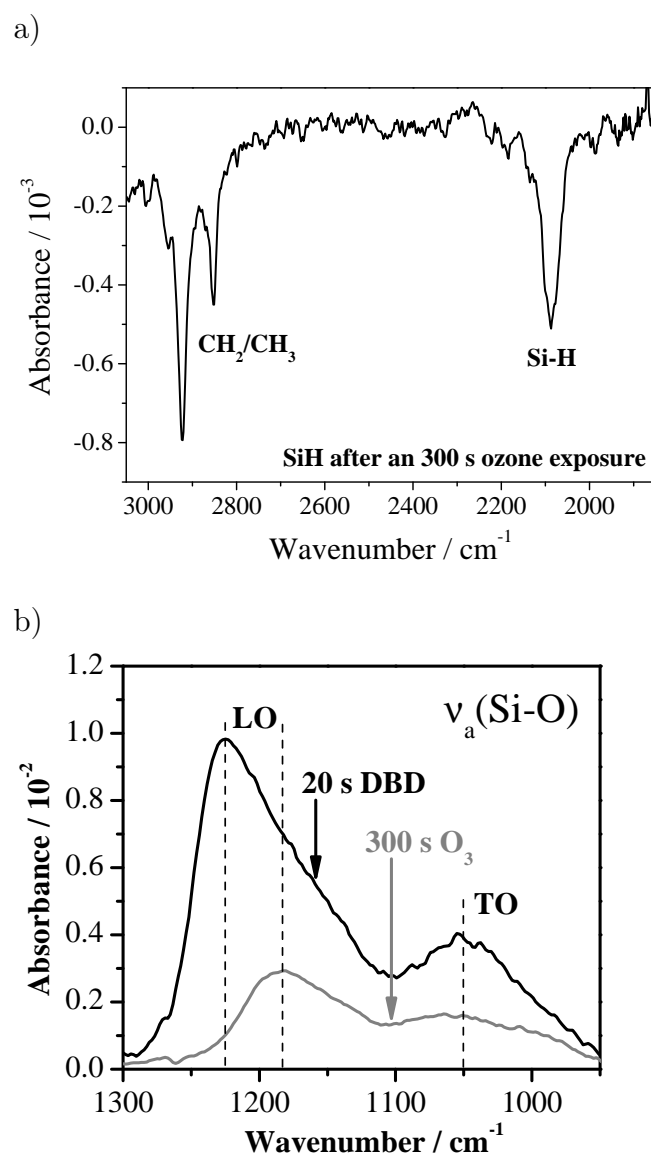 a)
0.0
-0.2
-0.4
-0.6
-0.8
Absorbance / 10⁻³
CH₂/CH₃
Si-H
SiH after an 300 s ozone exposure
3000 2800 2600 2400 2200 2000
Wavenumber / cm⁻¹
b)
1.2
1.0
0.8
0.6
0.4
0.2
0.0
Absorbance / 10⁻²
LO
νₐ(Si-O)
20 s DBD
300 s O₃
TO
1300 1200 1100 1000
Wavenumber / cm⁻¹